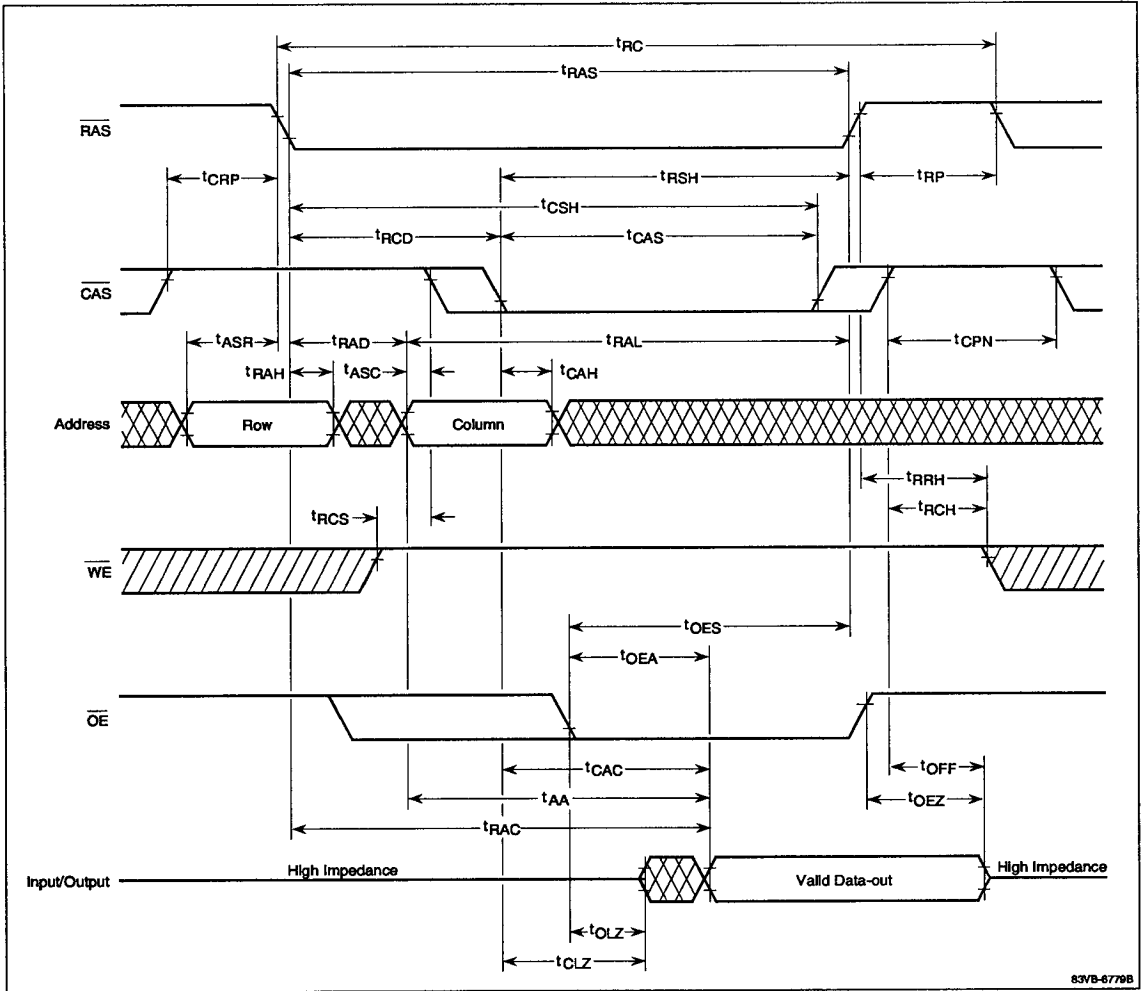 tRC
tRAS
RAS
tCRP
tRSH
tRP
tCSH
tRCD
tCAS
CAS
tASR
tRAD
tRAL
tCPN
tRAH
tASC
tCAH
Address
Row
Column
tRRH
tRCS
tRCH
WE
tOES
tOEA
OE
tCAC
tOFF
tAA
tOEZ
tRAC
Input/Output
High Impedance
Valid Data-out
High Impedance
tOLZ
tCLZ
83VB-6779B